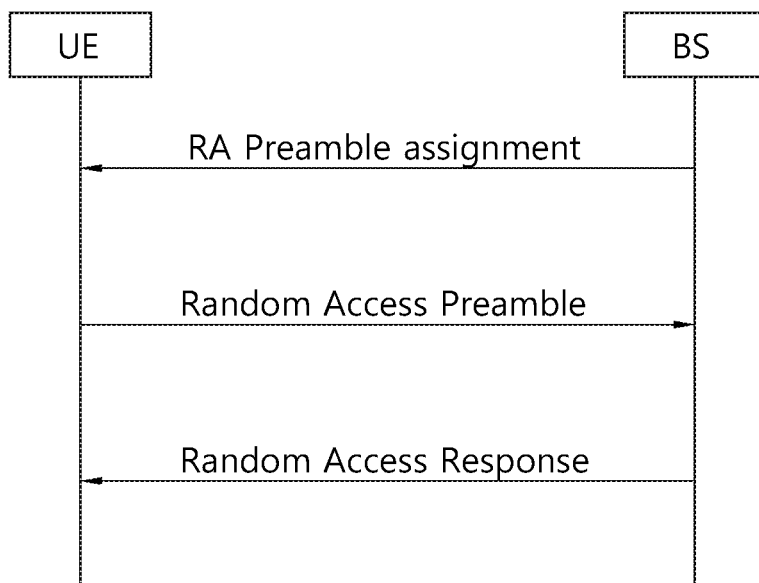 UE
BS
RA Preamble assignment
Random Access Preamble
Random Access Response